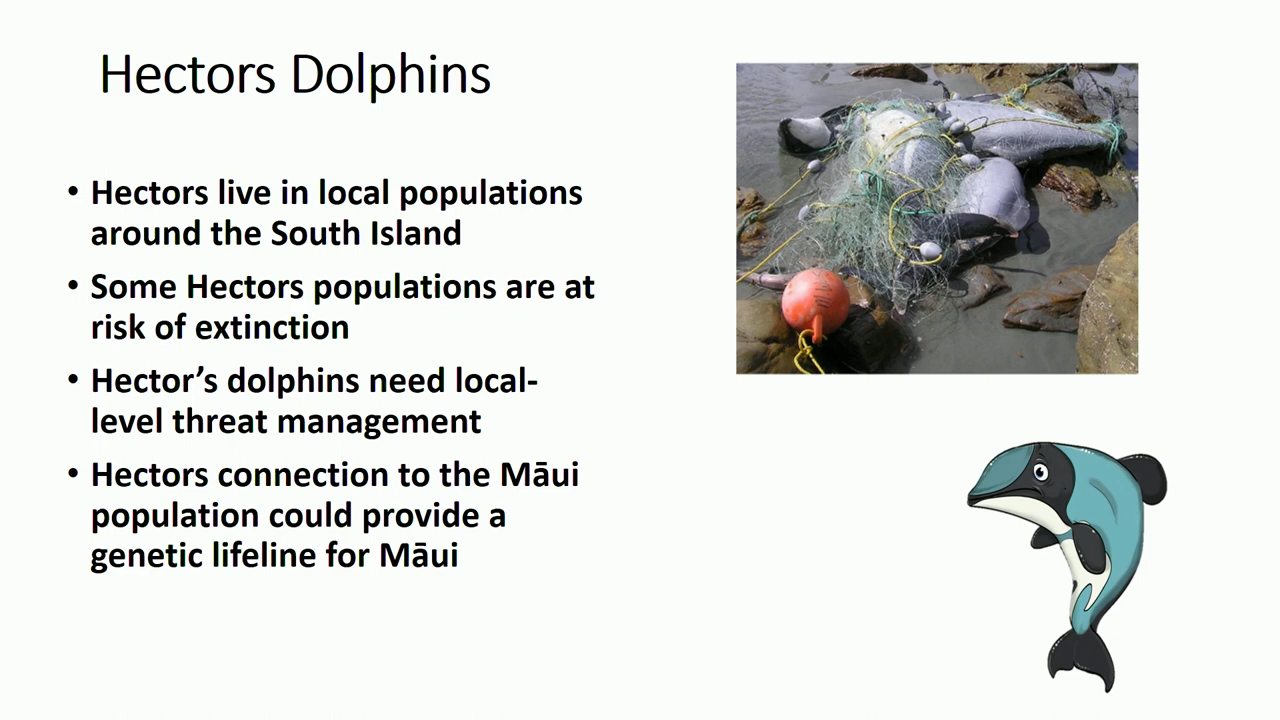 Hectors Dolphins
• Hectors live in local populations
around the South Island
• Some Hectors populations are at
risk of extinction
• Hector’s dolphins need local-
level threat management
• Hectors connection to the Māui
population could provide a
genetic lifeline for Māui